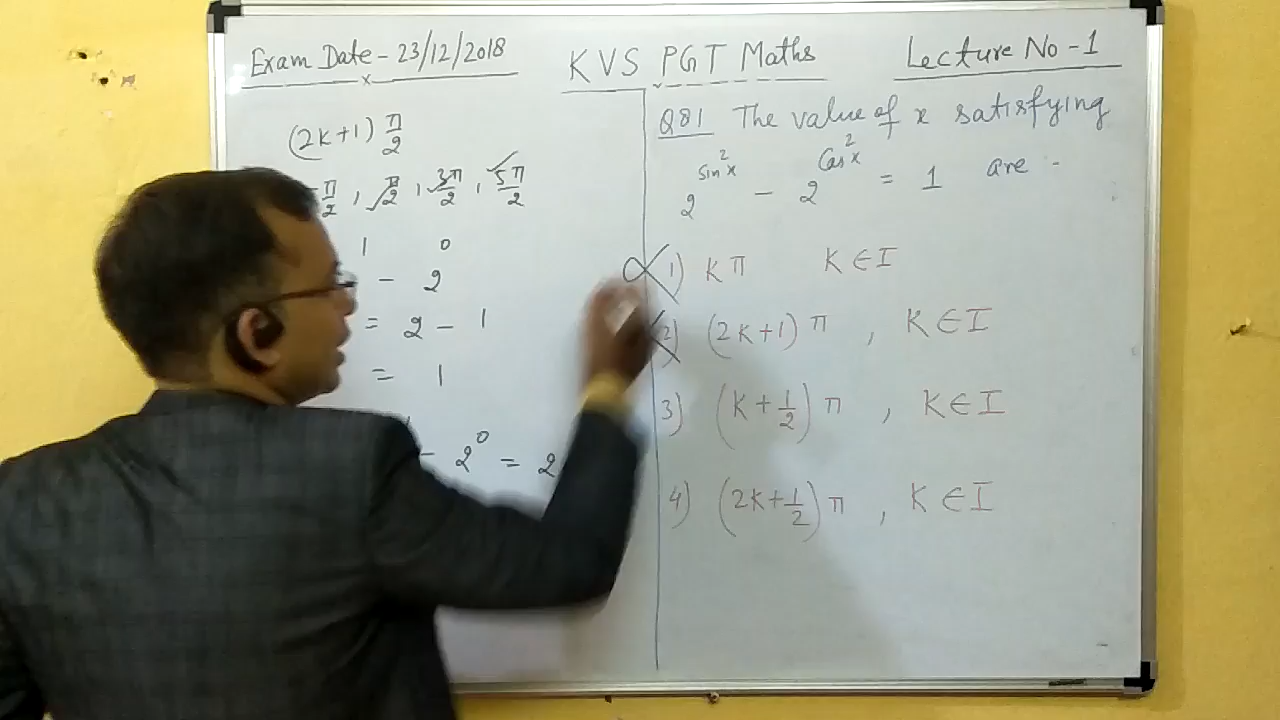 Exam Date - 23/12/2018
KVS PGT Maths
Lecture No - 1
(2k+1) π/2
π/2 , π/2 , 3π/2 , 5π/2
1 0
- 2
= 2 - 1
= 1
- 2⁰ = 2
Q81 The value of x satisfying
2^sin²x - 2^Cos²x = 1 are -
1) Kπ K∈I
2) (2K+1) π , K∈I
3) (K+1/2) π , K∈I
4) (2K+1/2) π , K∈I